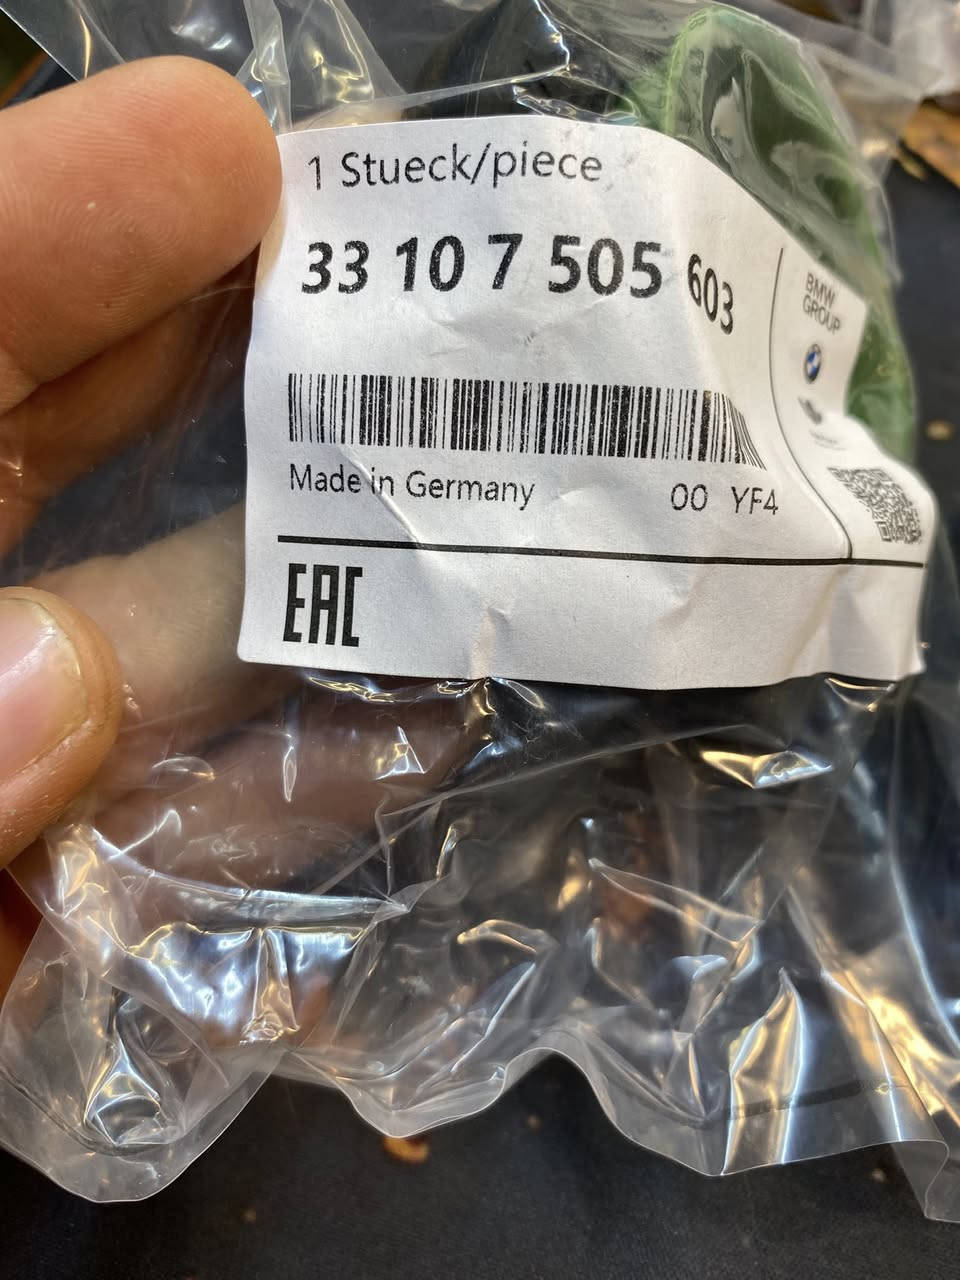 1 Stueck/piece
33 10 7 505 603
BMW
GROUP
Made in Germany
00 YF4
EAC